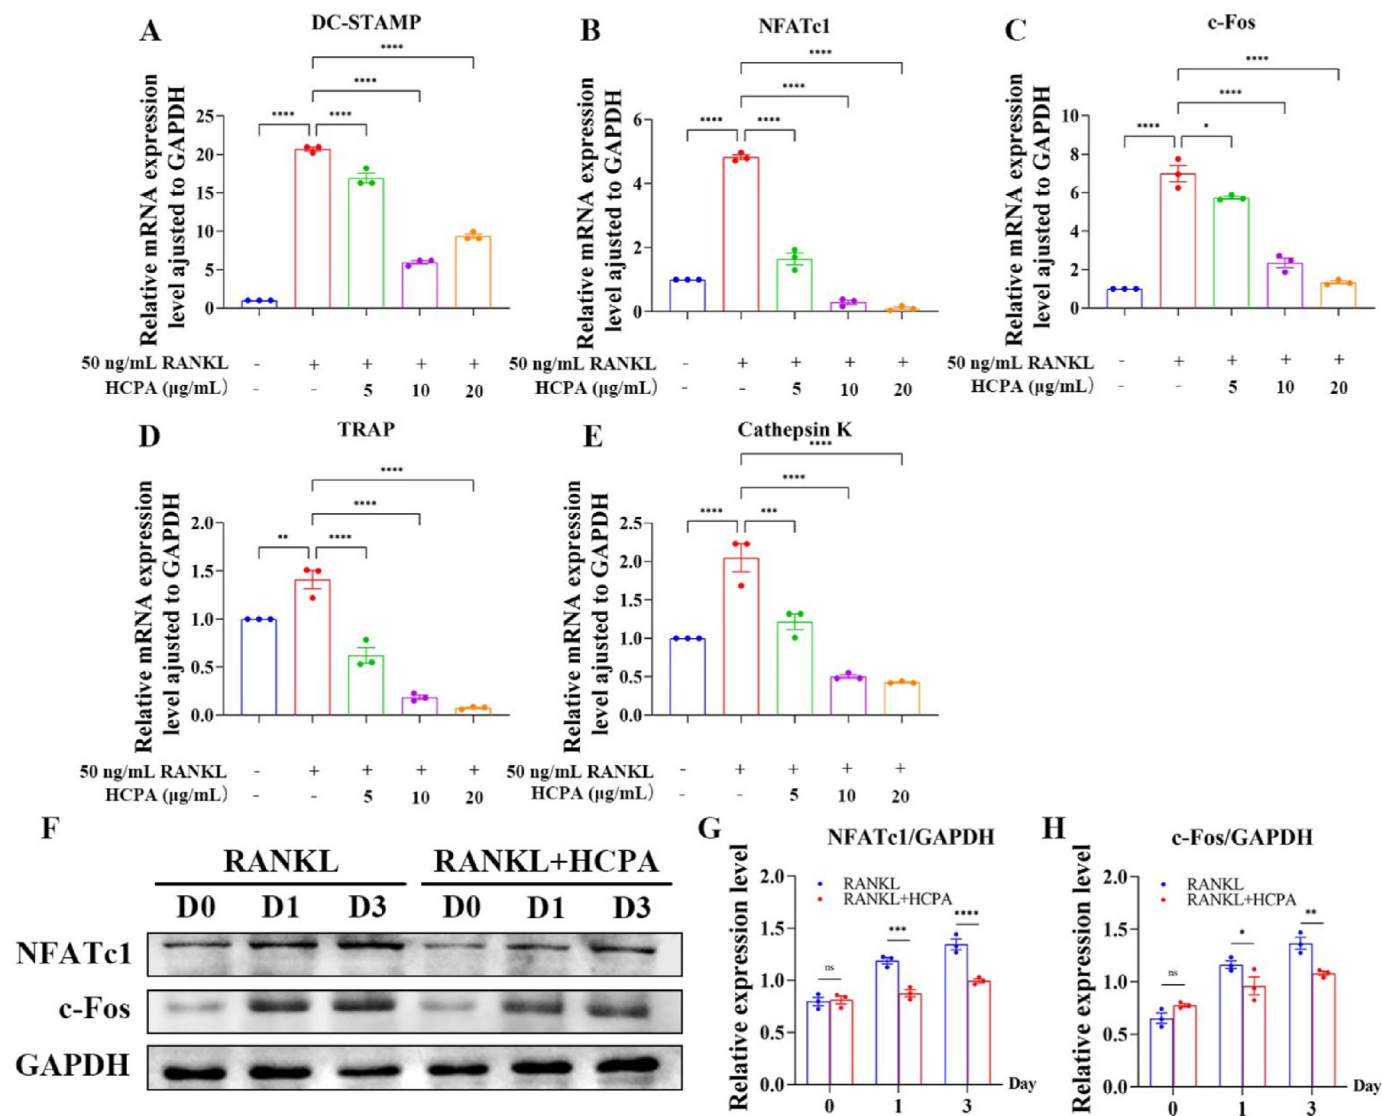 A
DC-STAMP
Relative mRNA expression
level ajusted to GAPDH
25
20
15
10
5
0
****
****
****
****
50 ng/mL RANKL - + + + +
HCPA (μg/mL) - - 5 10 20
B
NFATc1
Relative mRNA expression
level ajusted to GAPDH
6
4
2
0
****
****
****
****
50 ng/mL RANKL - + + + +
HCPA (μg/mL) - - 5 10 20
C
c-Fos
Relative mRNA expression
level ajusted to GAPDH
10
8
6
4
2
0
****
****
****
*
50 ng/mL RANKL - + + + +
HCPA (μg/mL) - - 5 10 20
D
TRAP
Relative mRNA expression
level ajusted to GAPDH
2.0
1.5
1.0
0.5
0.0
****
****
**
****
50 ng/mL RANKL - + + + +
HCPA (μg/mL) - - 5 10 20
E
Cathepsin K
Relative mRNA expression
level ajusted to GAPDH
2.5
2.0
1.5
1.0
0.5
0.0
****
****
****
***
50 ng/mL RANKL - + + + +
HCPA (μg/mL) - - 5 10 20
F
RANKL RANKL+HCPA
D0 D1 D3 D0 D1 D3
NFATc1
c-Fos
GAPDH
G
NFATc1/GAPDH
Relative expression level
2.0
1.5
1.0
0.5
0.0
RANKL
RANKL+HCPA
ns
***
****
0 1 3
Day
H
c-Fos/GAPDH
Relative expression level
2.0
1.5
1.0
0.5
0.0
RANKL
RANKL+HCPA
ns
*
**
0 1 3
Day